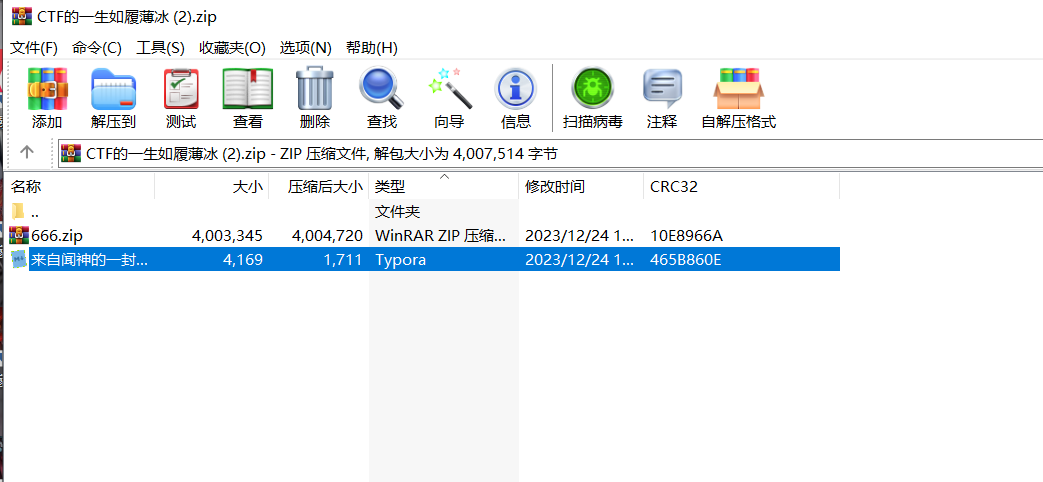 CTF的一生如履薄冰 (2).zip
文件(F) 命令(C) 工具(S) 收藏夹(O) 选项(N) 帮助(H)
添加 解压到 测试 查看 删除 查找 向导 信息 扫描病毒 注释 自解压格式
CTF的一生如履薄冰 (2).zip - ZIP 压缩文件, 解包大小为 4,007,514 字节
名称 大小 压缩后大小 类型 修改时间 CRC32
.. 文件夹
666.zip 4,003,345 4,004,720 WinRAR ZIP 压缩... 2023/12/24 1... 10E8966A
来自闻神的一封... 4,169 1,711 Typora 2023/12/24 1... 465B860E